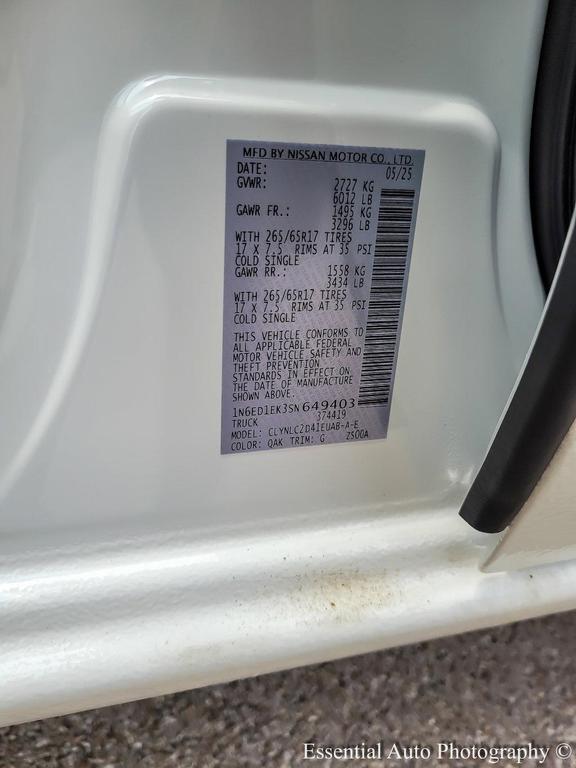 MFD BY NISSAN MOTOR CO., LTD.
DATE: 05/25
GVWR: 2727 KG
6012 LB
GAWR FR.: 1495 KG
3296 LB
WITH 265/65R17 TIRES
17 X 7.5 RIMS AT 35 PSI
COLD SINGLE
GAWR RR.: 1558 KG
3434 LB
WITH 265/65R17 TIRES
17 X 7.5 RIMS AT 35 PSI
COLD SINGLE
THIS VEHICLE CONFORMS TO
ALL APPLICABLE FEDERAL
MOTOR VEHICLE SAFETY AND
THEFT PREVENTION
STANDARDS IN EFFECT ON
THE DATE OF MANUFACTURE
SHOWN ABOVE.
1N6ED1EK3SN649403
TRUCK 374419
MODEL: CLYNLC2D41EUAB-A-E
COLOR: QAK TRIM: G ZS00A
Essential Auto Photography ©